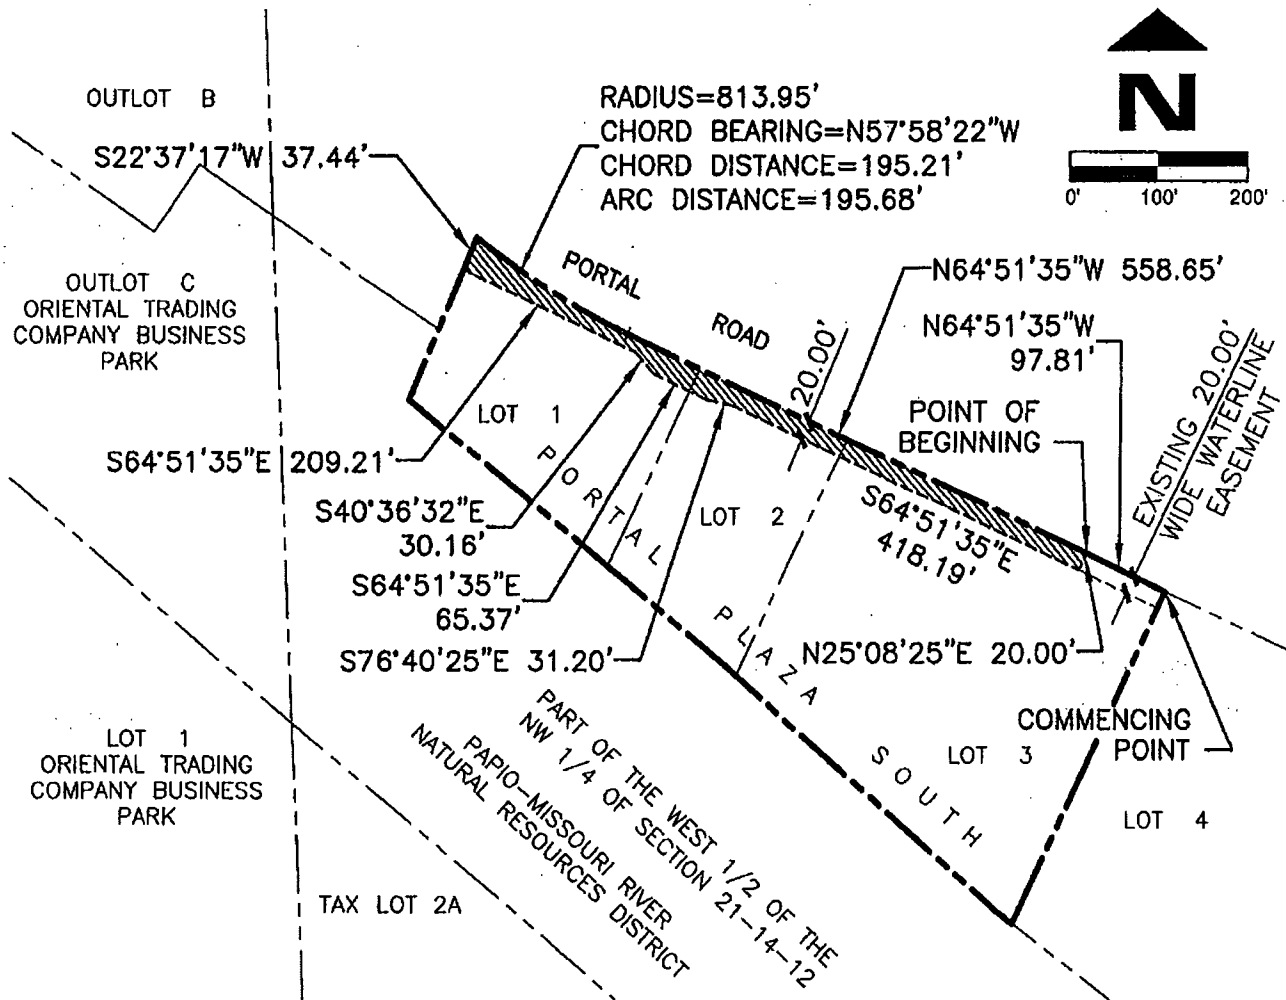 OUTLOT B
S22°37'17"W 37.44'
RADIUS=813.95'
CHORD BEARING=N57°58'22"W
CHORD DISTANCE=195.21'
ARC DISTANCE=195.68'
N
0' 100' 200'
OUTLOT C
ORIENTAL TRADING
COMPANY BUSINESS
PARK
PORTAL
ROAD
20.00'
N64°51'35"W 558.65'
N64°51'35"W
97.81'
POINT OF
BEGINNING
EXISTING 20.00'
WIDE WATERLINE
EASEMENT
LOT 1
S64°51'35"E 209.21'
S40°36'32"E
30.16'
S64°51'35"E
65.37'
S76°40'25"E 31.20'
LOT 2
S64°51'35"E
418.19'
N25°08'25"E 20.00'
PORTAL
PLAZA
SOUTH
COMMENCING
POINT
LOT 3
LOT 4
LOT 1
ORIENTAL TRADING
COMPANY BUSINESS
PARK
TAX LOT 2A
PART OF THE WEST 1/2 OF THE
NW 1/4 OF SECTION 21-14-12
PAPIO-MISSOURI RIVER
NATURAL RESOURCES DISTRICT